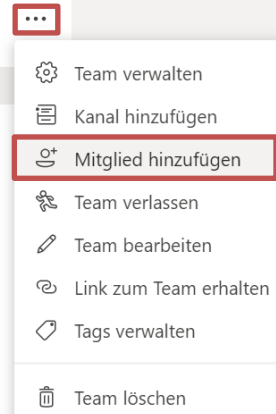 ...
Team verwalten
Kanal hinzufügen
Mitglied hinzufügen
Team verlassen
Team bearbeiten
Link zum Team erhalten
Tags verwalten
Team löschen